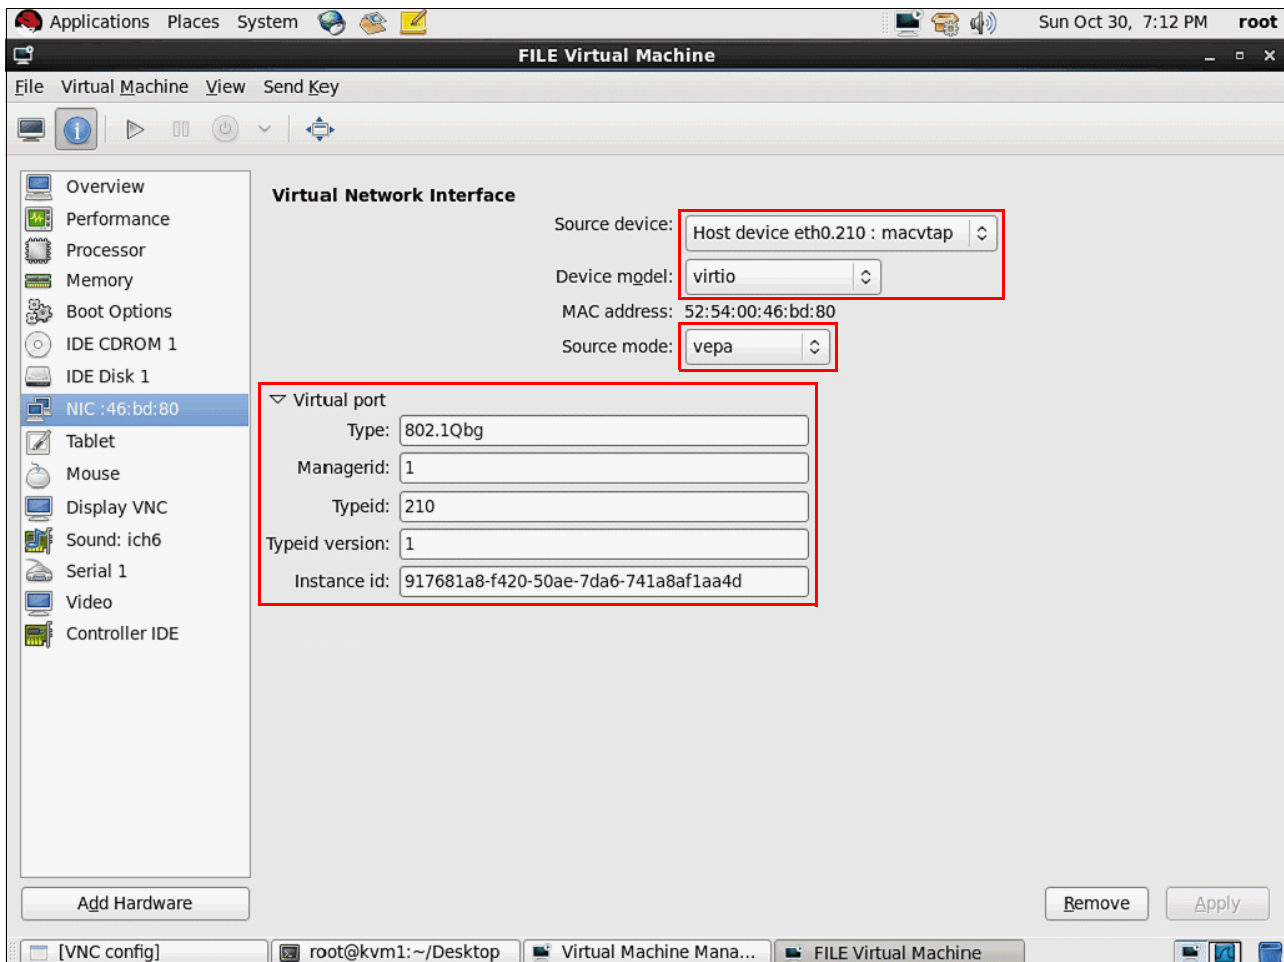 Applications Places System Sun Oct 30, 7:12 PM root
FILE Virtual Machine
File Virtual Machine View Send Key
Overview
Performance
Processor
Memory
Boot Options
IDE CDROM 1
IDE Disk 1
NIC :46:bd:80
Tablet
Mouse
Display VNC
Sound: ich6
Serial 1
Video
Controller IDE
Add Hardware
Virtual Network Interface
Source device: Host device eth0.210 : macvtap
Device model: virtio
MAC address: 52:54:00:46:bd:80
Source mode: vepa
Virtual port
Type: 802.1Qbg
Managerid: 1
Typeid: 210
Typeid version: 1
Instance id: 917681a8-f420-50ae-7da6-741a8af1aa4d
Remove Apply
[VNC config] root@kvm1:~/Desktop Virtual Machine Mana... FILE Virtual Machine